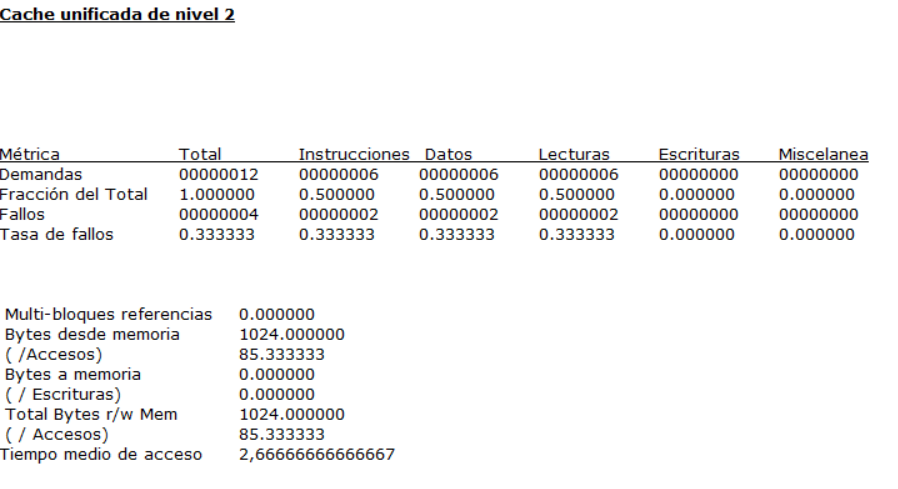 Cache unificada de nivel 2
Métrica Total Instrucciones Datos Lecturas Escrituras Miscelanea
Demandas 00000012 00000006 00000006 00000006 00000000 00000000
Fracción del Total 1.000000 0.500000 0.500000 0.500000 0.000000 0.000000
Fallos 00000004 00000002 00000002 00000002 00000000 00000000
Tasa de fallos 0.333333 0.333333 0.333333 0.333333 0.000000 0.000000
Multi-bloques referencias 0.000000
Bytes desde memoria 1024.000000
( /Accesos) 85.333333
Bytes a memoria 0.000000
( / Escrituras) 0.000000
Total Bytes r/w Mem 1024.000000
( / Accesos) 85.333333
Tiempo medio de acceso 2,66666666666667